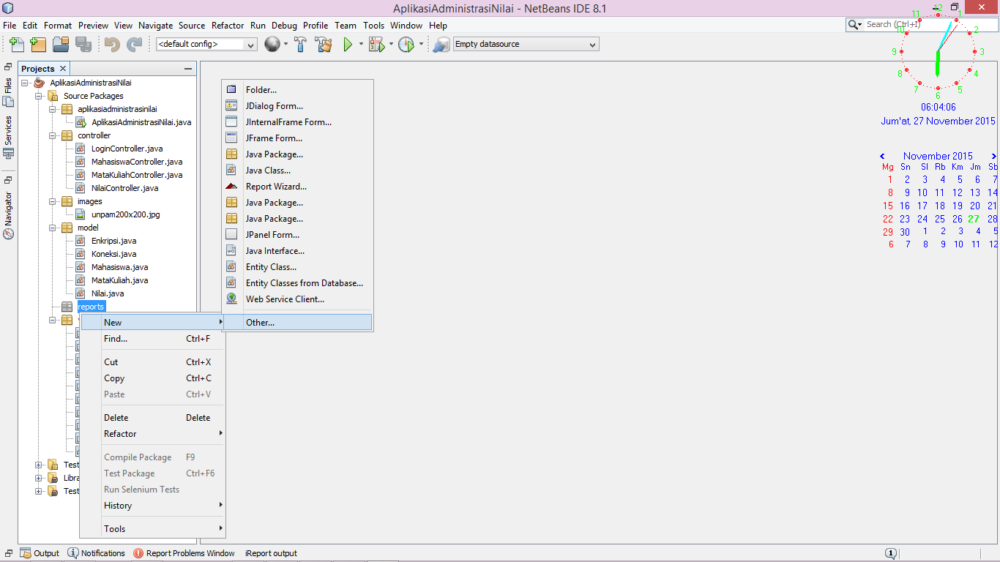 AplikasiAdministrasiNilai - NetBeans IDE 8.1
File Edit Format Preview View Navigate Source Refactor Run Debug Profile Team Tools Window Help
Search (Ctrl+I)
<default config>
Empty datasource
Files
Services
Navigator
Projects
AplikasiAdministrasiNilai
Source Packages
aplikasiadministrasinilai
AplikasiAdministrasiNilai.java
controller
LoginController.java
MahasiswaController.java
MataKuliahController.java
NilaiController.java
images
unpam200x200.jpg
model
Enkripsi.java
Koneksi.java
Mahasiswa.java
MataKuliah.java
Nilai.java
reports
Test
Libra
Test
New
Find... Ctrl+F
Cut Ctrl+X
Copy Ctrl+C
Paste Ctrl+V
Delete Delete
Refactor
Compile Package F9
Test Package Ctrl+F6
Run Selenium Tests
History
Tools
Folder...
JDialog Form...
JInternalFrame Form...
JFrame Form...
Java Package...
Java Class...
Report Wizard...
Java Package...
Java Package...
JPanel Form...
Java Interface...
Entity Class...
Entity Classes from Database...
Web Service Client...
Other...
12
1
2
3
4
5
6
7
8
9
10
11
06:04:06
Jum'at, 27 November 2015
< November 2015 >
Mg Sn Sl Rb Km Jm Sb
1 2 3 4 5 6 7
8 9 10 11 12 13 14
15 16 17 18 19 20 21
22 23 24 25 26 27 28
29 30 1 2 3 4 5
6 7 8 9 10 11 12
Output Notifications Report Problems Window iReport output
1